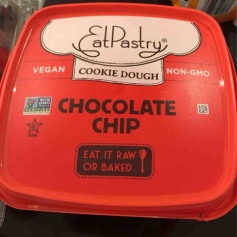 EatPastry®
VEGAN COOKIE DOUGH NON-GMO
CHOCOLATE
CHIP
EAT IT RAW
OR BAKED